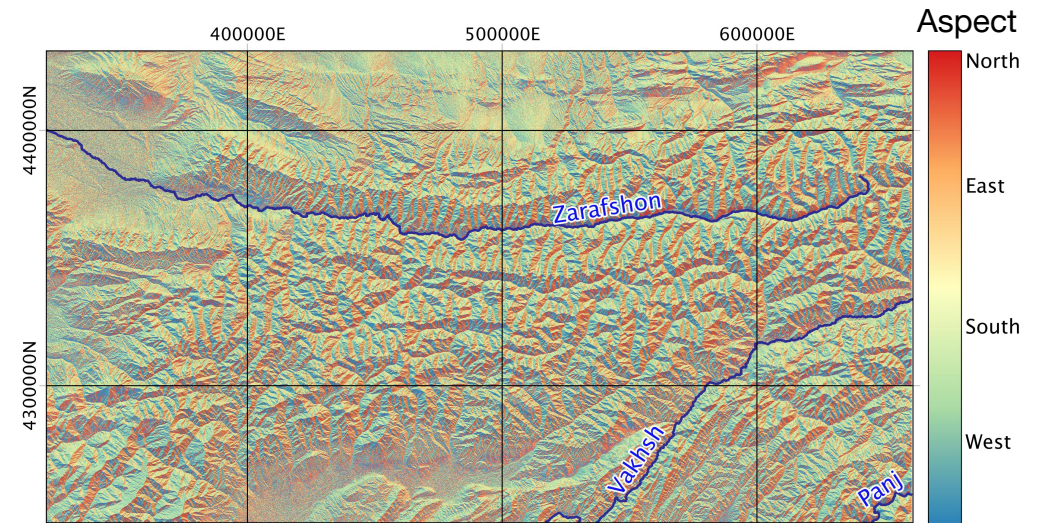 Aspect
400000E
500000E
600000E
North
4400000N
East
Zarafshon
South
4300000N
West
Vakhsh
Panj